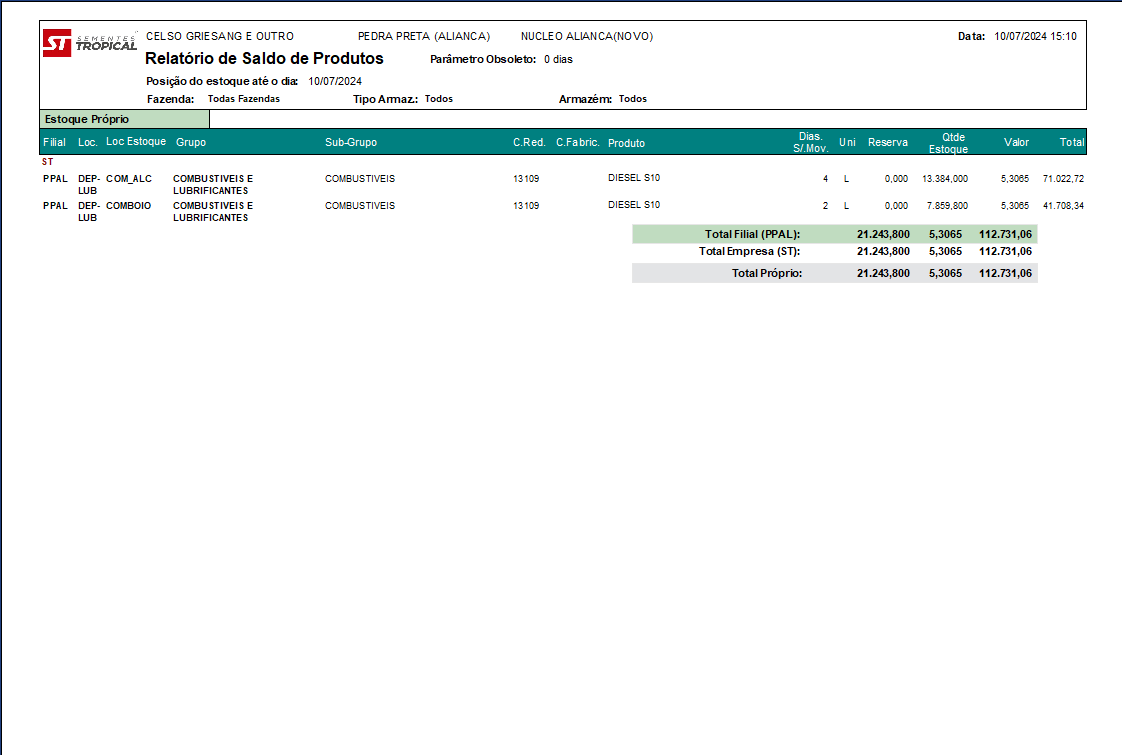 ST SEMENTES TROPICAL
CELSO GRIESANG E OUTRO PEDRA PRETA (ALIANCA) NUCLEO ALIANCA(NOVO) Data: 10/07/2024 15:10
Relatório de Saldo de Produtos Parâmetro Obsoleto: 0 dias
Posição do estoque até o dia: 10/07/2024
Fazenda: Todas Fazendas Tipo Armaz.: Todos Armazém: Todos
Estoque Próprio
Filial Loc. Loc Estoque Grupo Sub-Grupo C.Red. C.Fabric. Produto Dias. S/.Mov. Uni Reserva Qtde Estoque Valor Total
ST
PPAL DEP-LUB COM_ALC COMBUSTIVEIS E LUBRIFICANTES COMBUSTIVEIS 13109 DIESEL S10 4 L 0,000 13.384,000 5,3065 71.022,72
PPAL DEP-LUB COMBOIO COMBUSTIVEIS E LUBRIFICANTES COMBUSTIVEIS 13109 DIESEL S10 2 L 0,000 7.859,800 5,3065 41.708,34
Total Filial (PPAL): 21.243,800 5,3065 112.731,06
Total Empresa (ST): 21.243,800 5,3065 112.731,06
Total Próprio: 21.243,800 5,3065 112.731,06